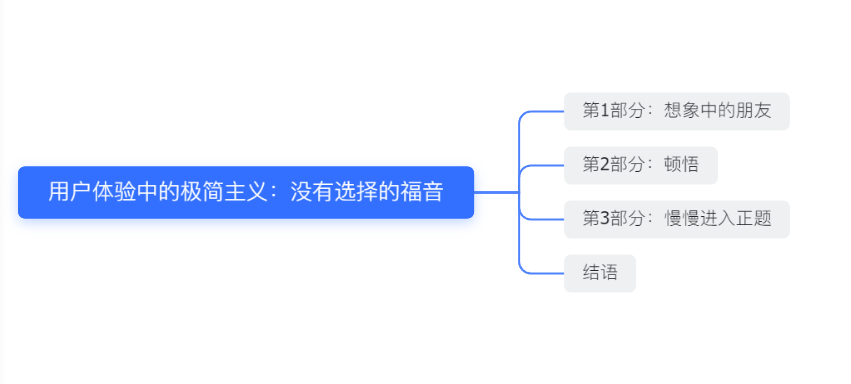 用户体验中的极简主义：没有选择的福音
第1部分：想象中的朋友
第2部分：顿悟
第3部分：慢慢进入正题
结语